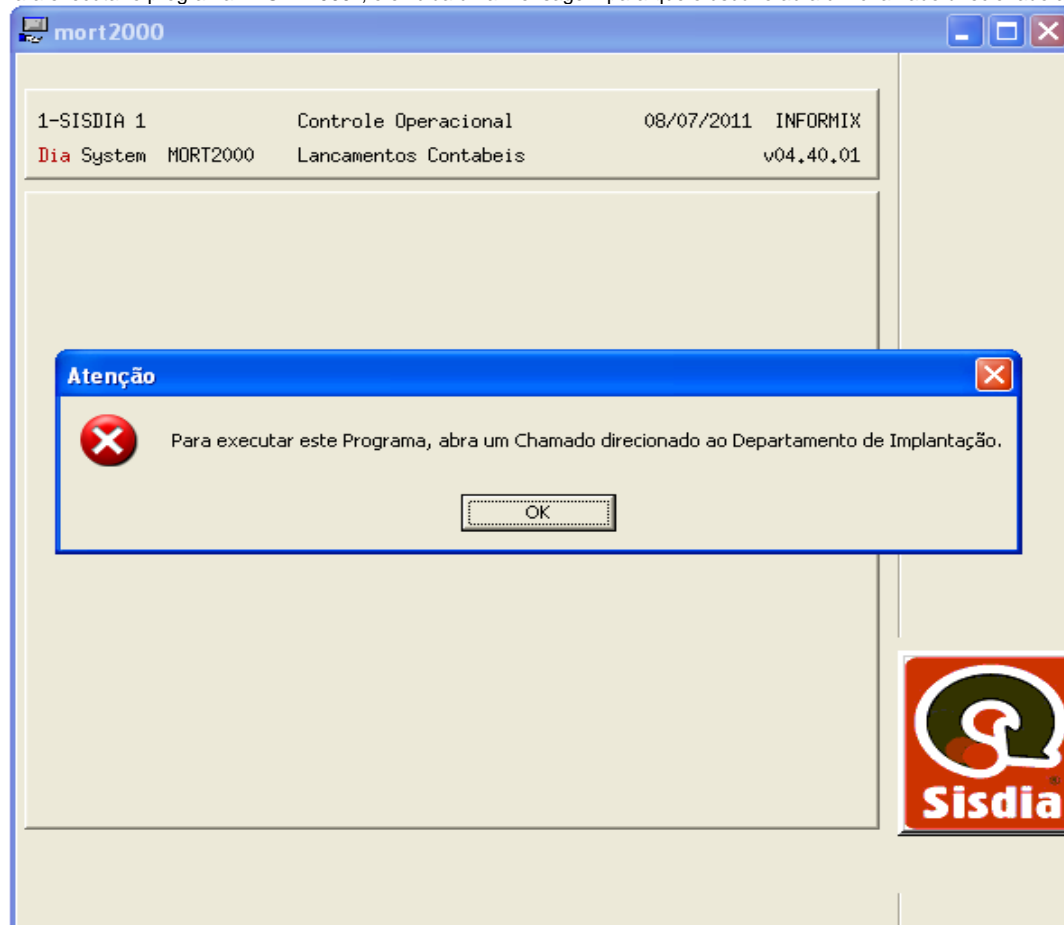 mort2000
1-SISDIA 1 Controle Operacional 08/07/2011 INFORMIX
Dia System MORT2000 Lancamentos Contabeis v04.40.01
Atenção
Para executar este Programa, abra um Chamado direcionado ao Departamento de Implantação.
OK
Sisdia